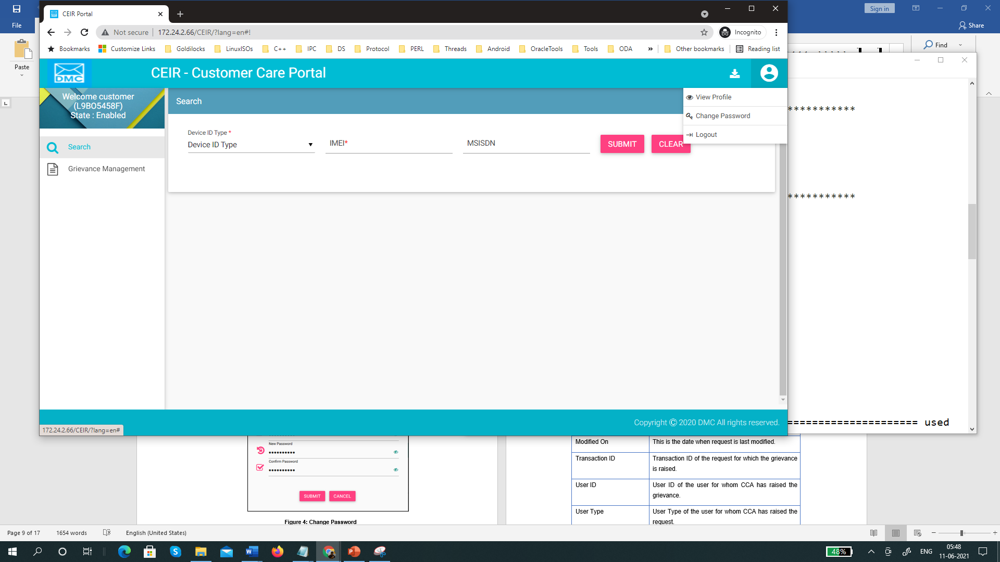 Sign in
File
Share
Paste
Find
CEIR Portal
Not secure
172.24.2.66/CEIR/?lang=en#!
Incognito
Bookmarks
Customize Links
Goldilocks
LinuxISOs
C++
IPC
DS
Protocol
PERL
Threads
Android
OracleTools
Tools
ODA
»
Other bookmarks
Reading list
DMC
CEIR - Customer Care Portal
Welcome customer
(L9BO5458F)
State : Enabled
View Profile
Change Password
Logout
Search
Grievance Management
Search
Device ID Type *
Device ID Type
IMEI*
MSISDN
SUBMIT
CLEAR
***********
***********
===================== used
Copyright © 2020 DMC All rights reserved.
172.24.2.66/CEIR/?lang=en#
New Password
••••••••••
Confirm Password
••••••••••
SUBMIT
CANCEL
Figure 4: Change Password
Modified On
This is the date when request is last modified.
Transaction ID
Transaction ID of the request for which the grievance
is raised.
User ID
User ID of the user for whom CCA has raised the
grievance.
User Type
User Type of the user for whom CCA has raised the
request.
Page 9 of 17
1654 words
English (United States)
48%
ENG
05:48
11-06-2021